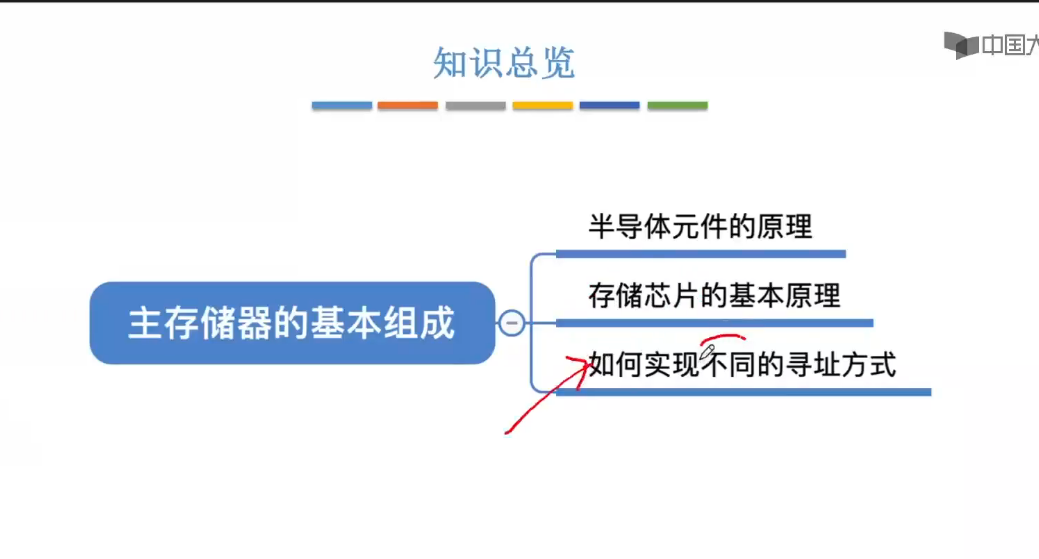 知识总览
中国大
半导体元件的原理
存储芯片的基本原理
主存储器的基本组成
如何实现不同的寻址方式